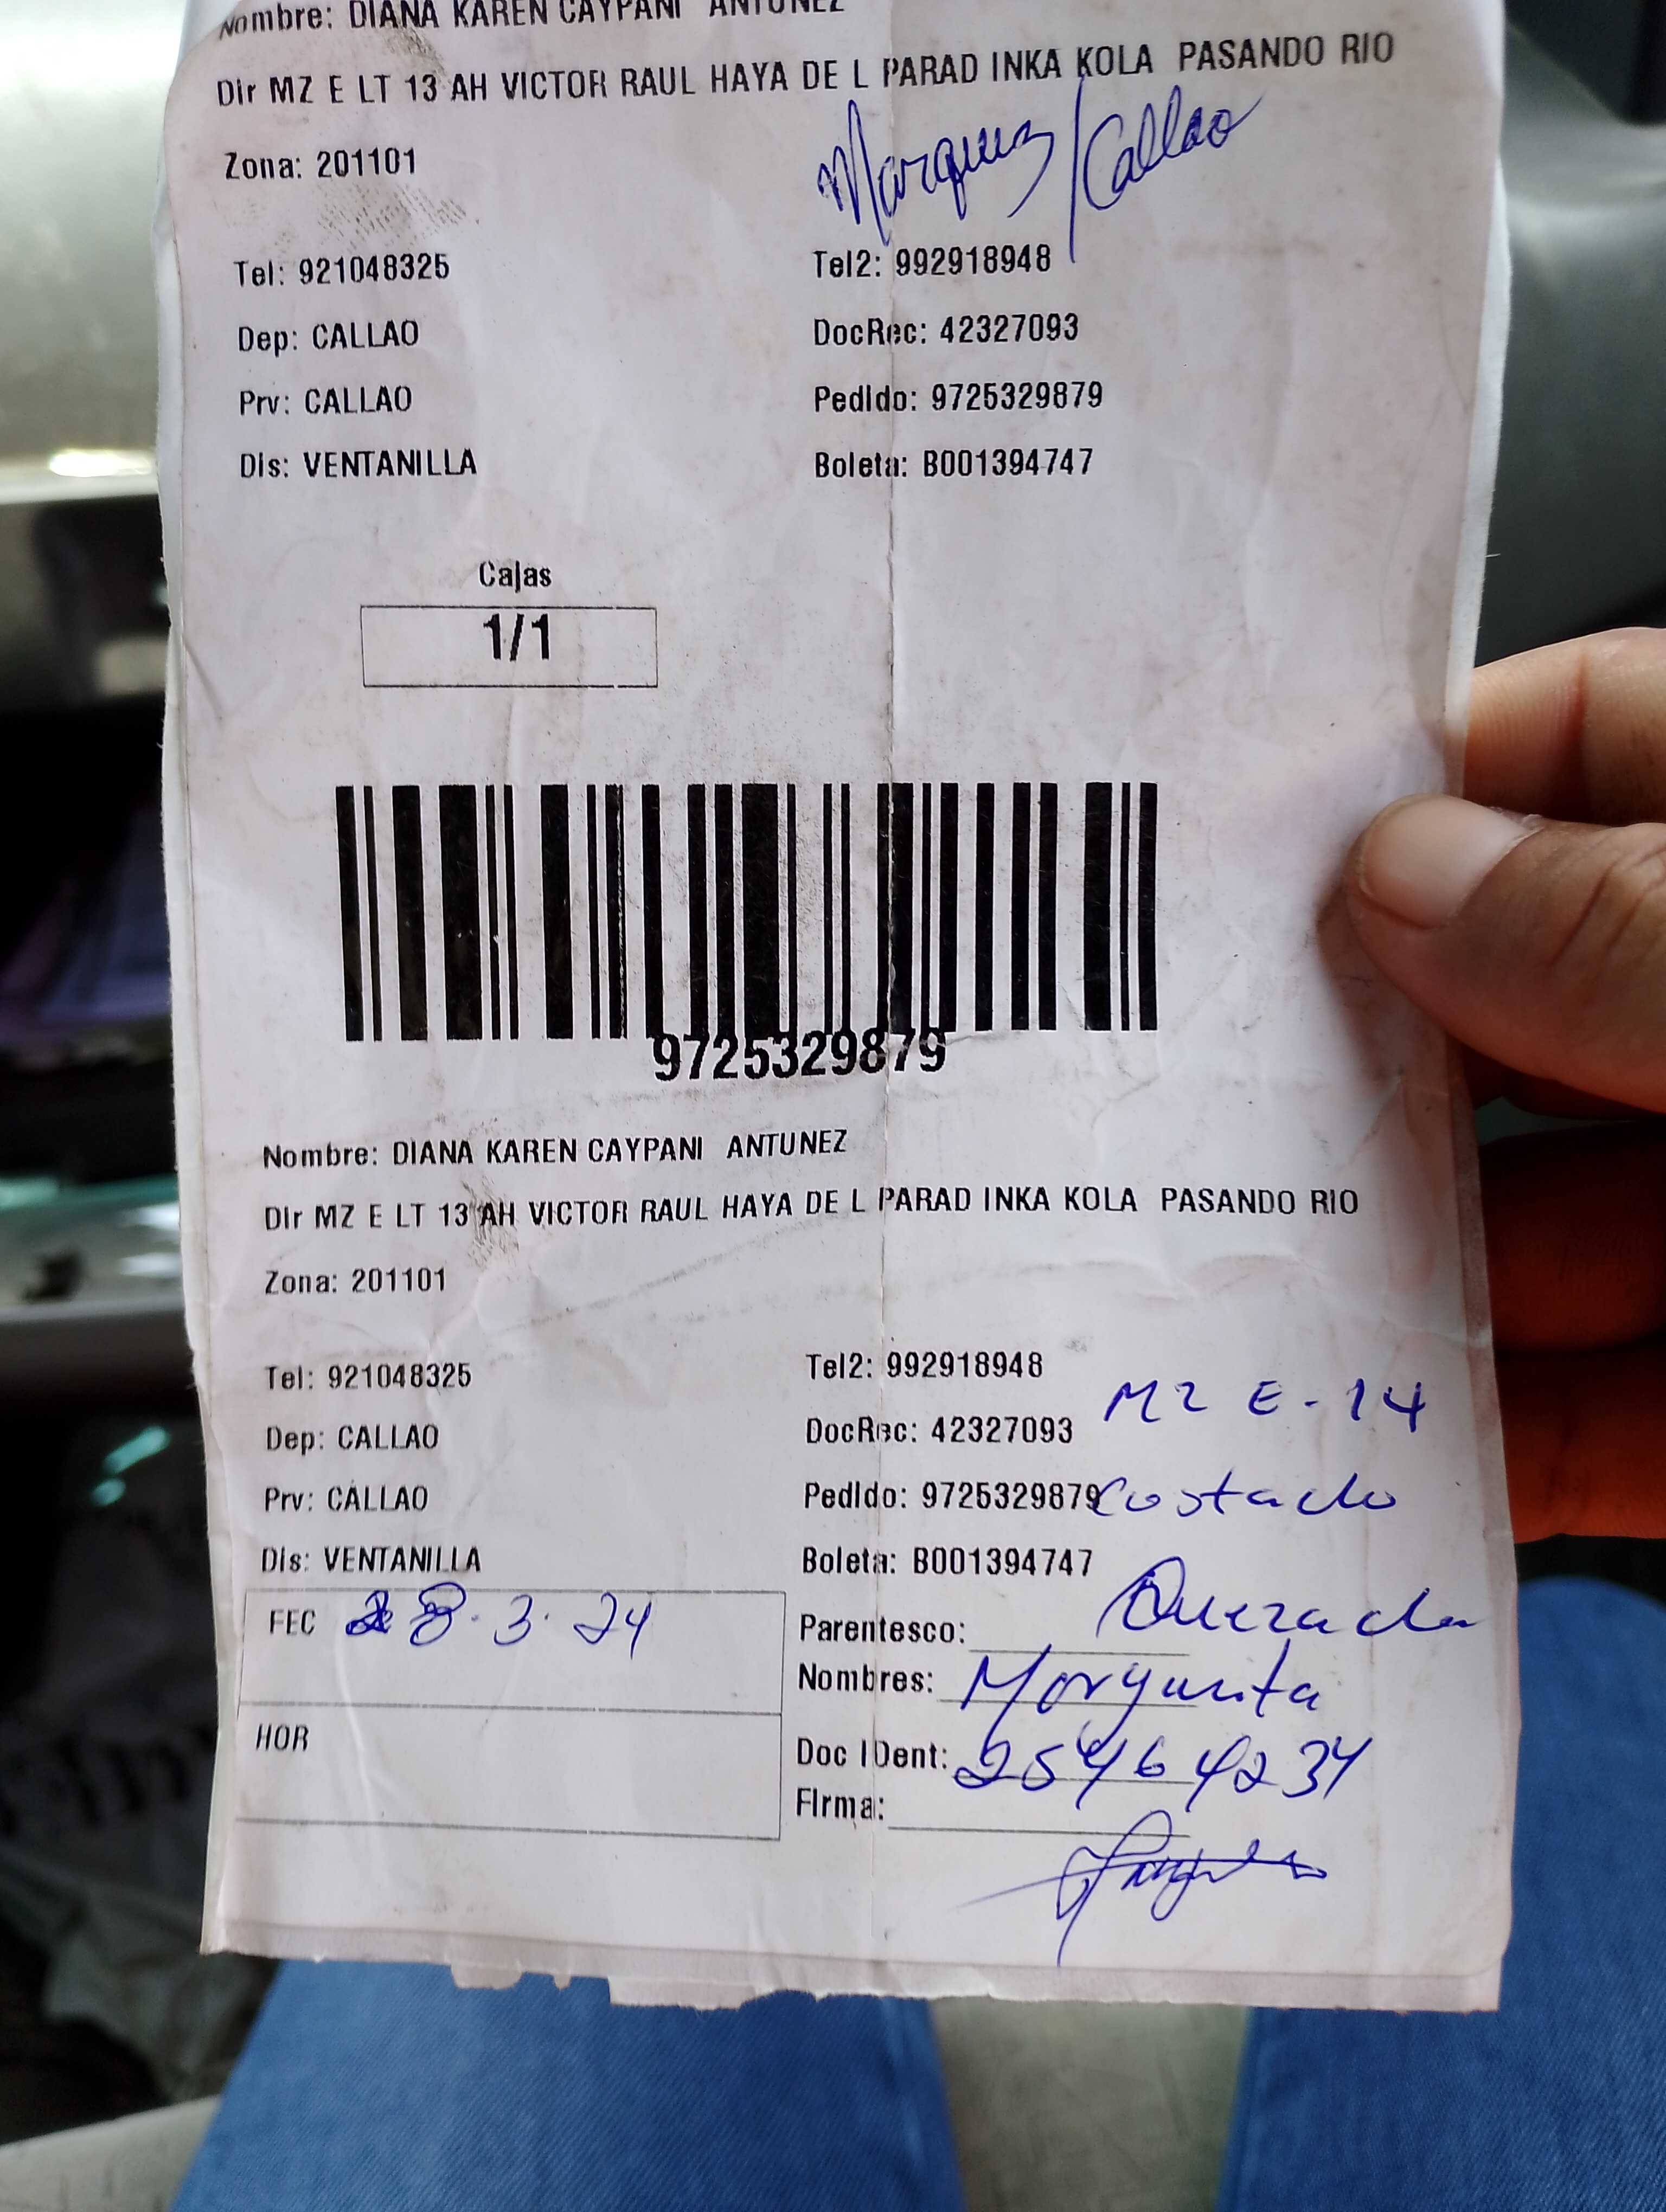 Nombre: DIANA KAREN CAYPANI ANTUNEZ
Dir MZ E LT 13 AH VICTOR RAUL HAYA DE L PARAD INKA KOLA PASANDO RIO
Marquez/Callao
Zona: 201101
Tel: 921048325 Tel2: 992918948
Dep: CALLAO DocRec: 42327093
Prv: CALLAO Pedido: 9725329879
Dis: VENTANILLA Boleta: B001394747
Cajas
1/1
9725329879
Nombre: DIANA KAREN CAYPANI ANTUNEZ
Dir MZ E LT 13 AH VICTOR RAUL HAYA DE L PARAD INKA KOLA PASANDO RIO
Zona: 201101
Tel: 921048325 Tel2: 992918948
MZ E-14
Dep: CALLAO DocRec: 42327093
Prv: CALLAO Pedido: 9725329879 Costado
Dis: VENTANILLA Boleta: B001394747
FEC 28.3.24 Parentesco: Quezada
Nombres: Margarita
HOR Doc IDent: 25464234
Firma: